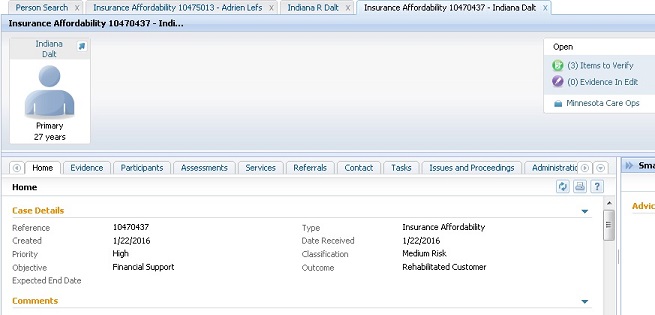 Person Search X Insurance Affordability 10475013 - Adrien Lefs X Indiana R Dalt X Insurance Affordability 10470437 - Indiana Dalt X
Insurance Affordability 10470437 - Indi...
Indiana
Dalt
Primary
27 years
Open
(3) Items to Verify
(0) Evidence In Edit
Minnesota Care Ops
Home Evidence Participants Assessments Services Referrals Contact Tasks Issues and Proceedings Administratic
Sma
Home
?
Advic
Case Details
Reference 10470437 Type Insurance Affordability
Created 1/22/2016 Date Received 1/22/2016
Priority High Classification Medium Risk
Objective Financial Support Outcome Rehabilitated Customer
Expected End Date
Comments